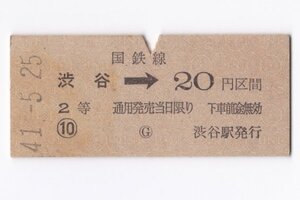 国鉄線
渋谷 → 20円区間
2等 通用発売当日限り 下車前途無効
⑩ Ⓖ 渋谷駅発行
41-5.25